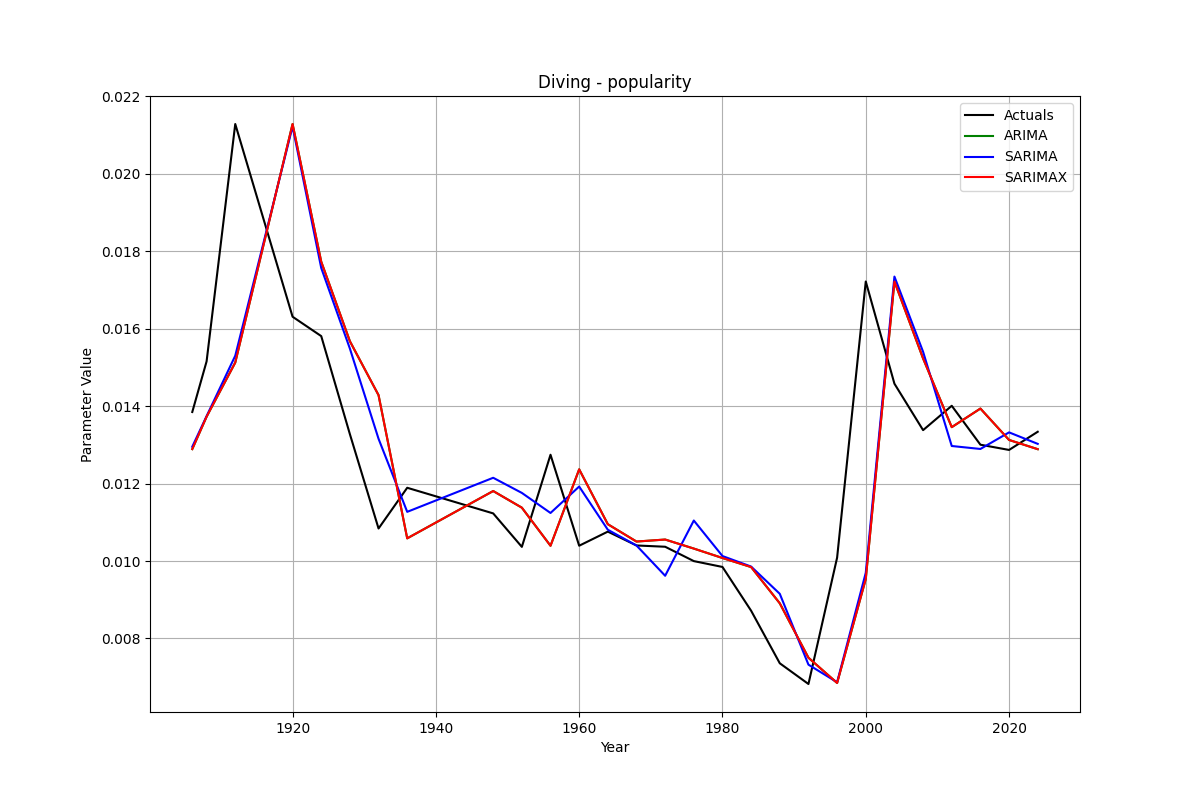 Diving - popularity
0.022
0.020
0.018
0.016
0.014
0.012
0.010
0.008
Parameter Value
Actuals
ARIMA
SARIMA
SARIMAX
1920 1940 1960 1980 2000 2020
Year